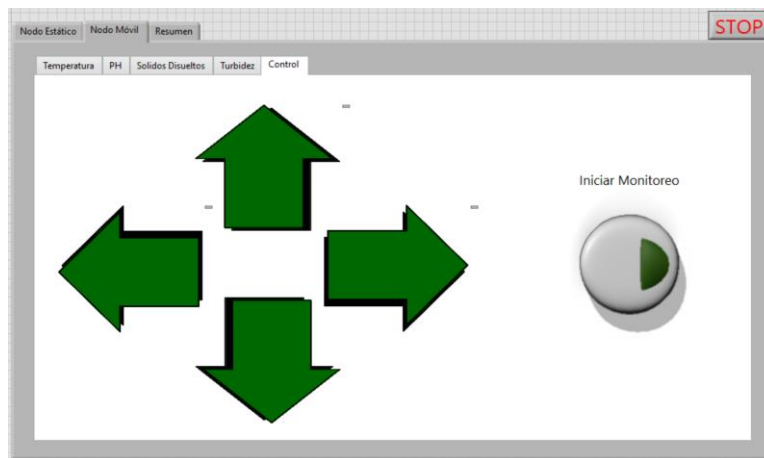 Nodo Estático Nodo Móvil Resumen STOP
Temperatura PH Solidos Disueltos Turbidez Control
Iniciar Monitoreo